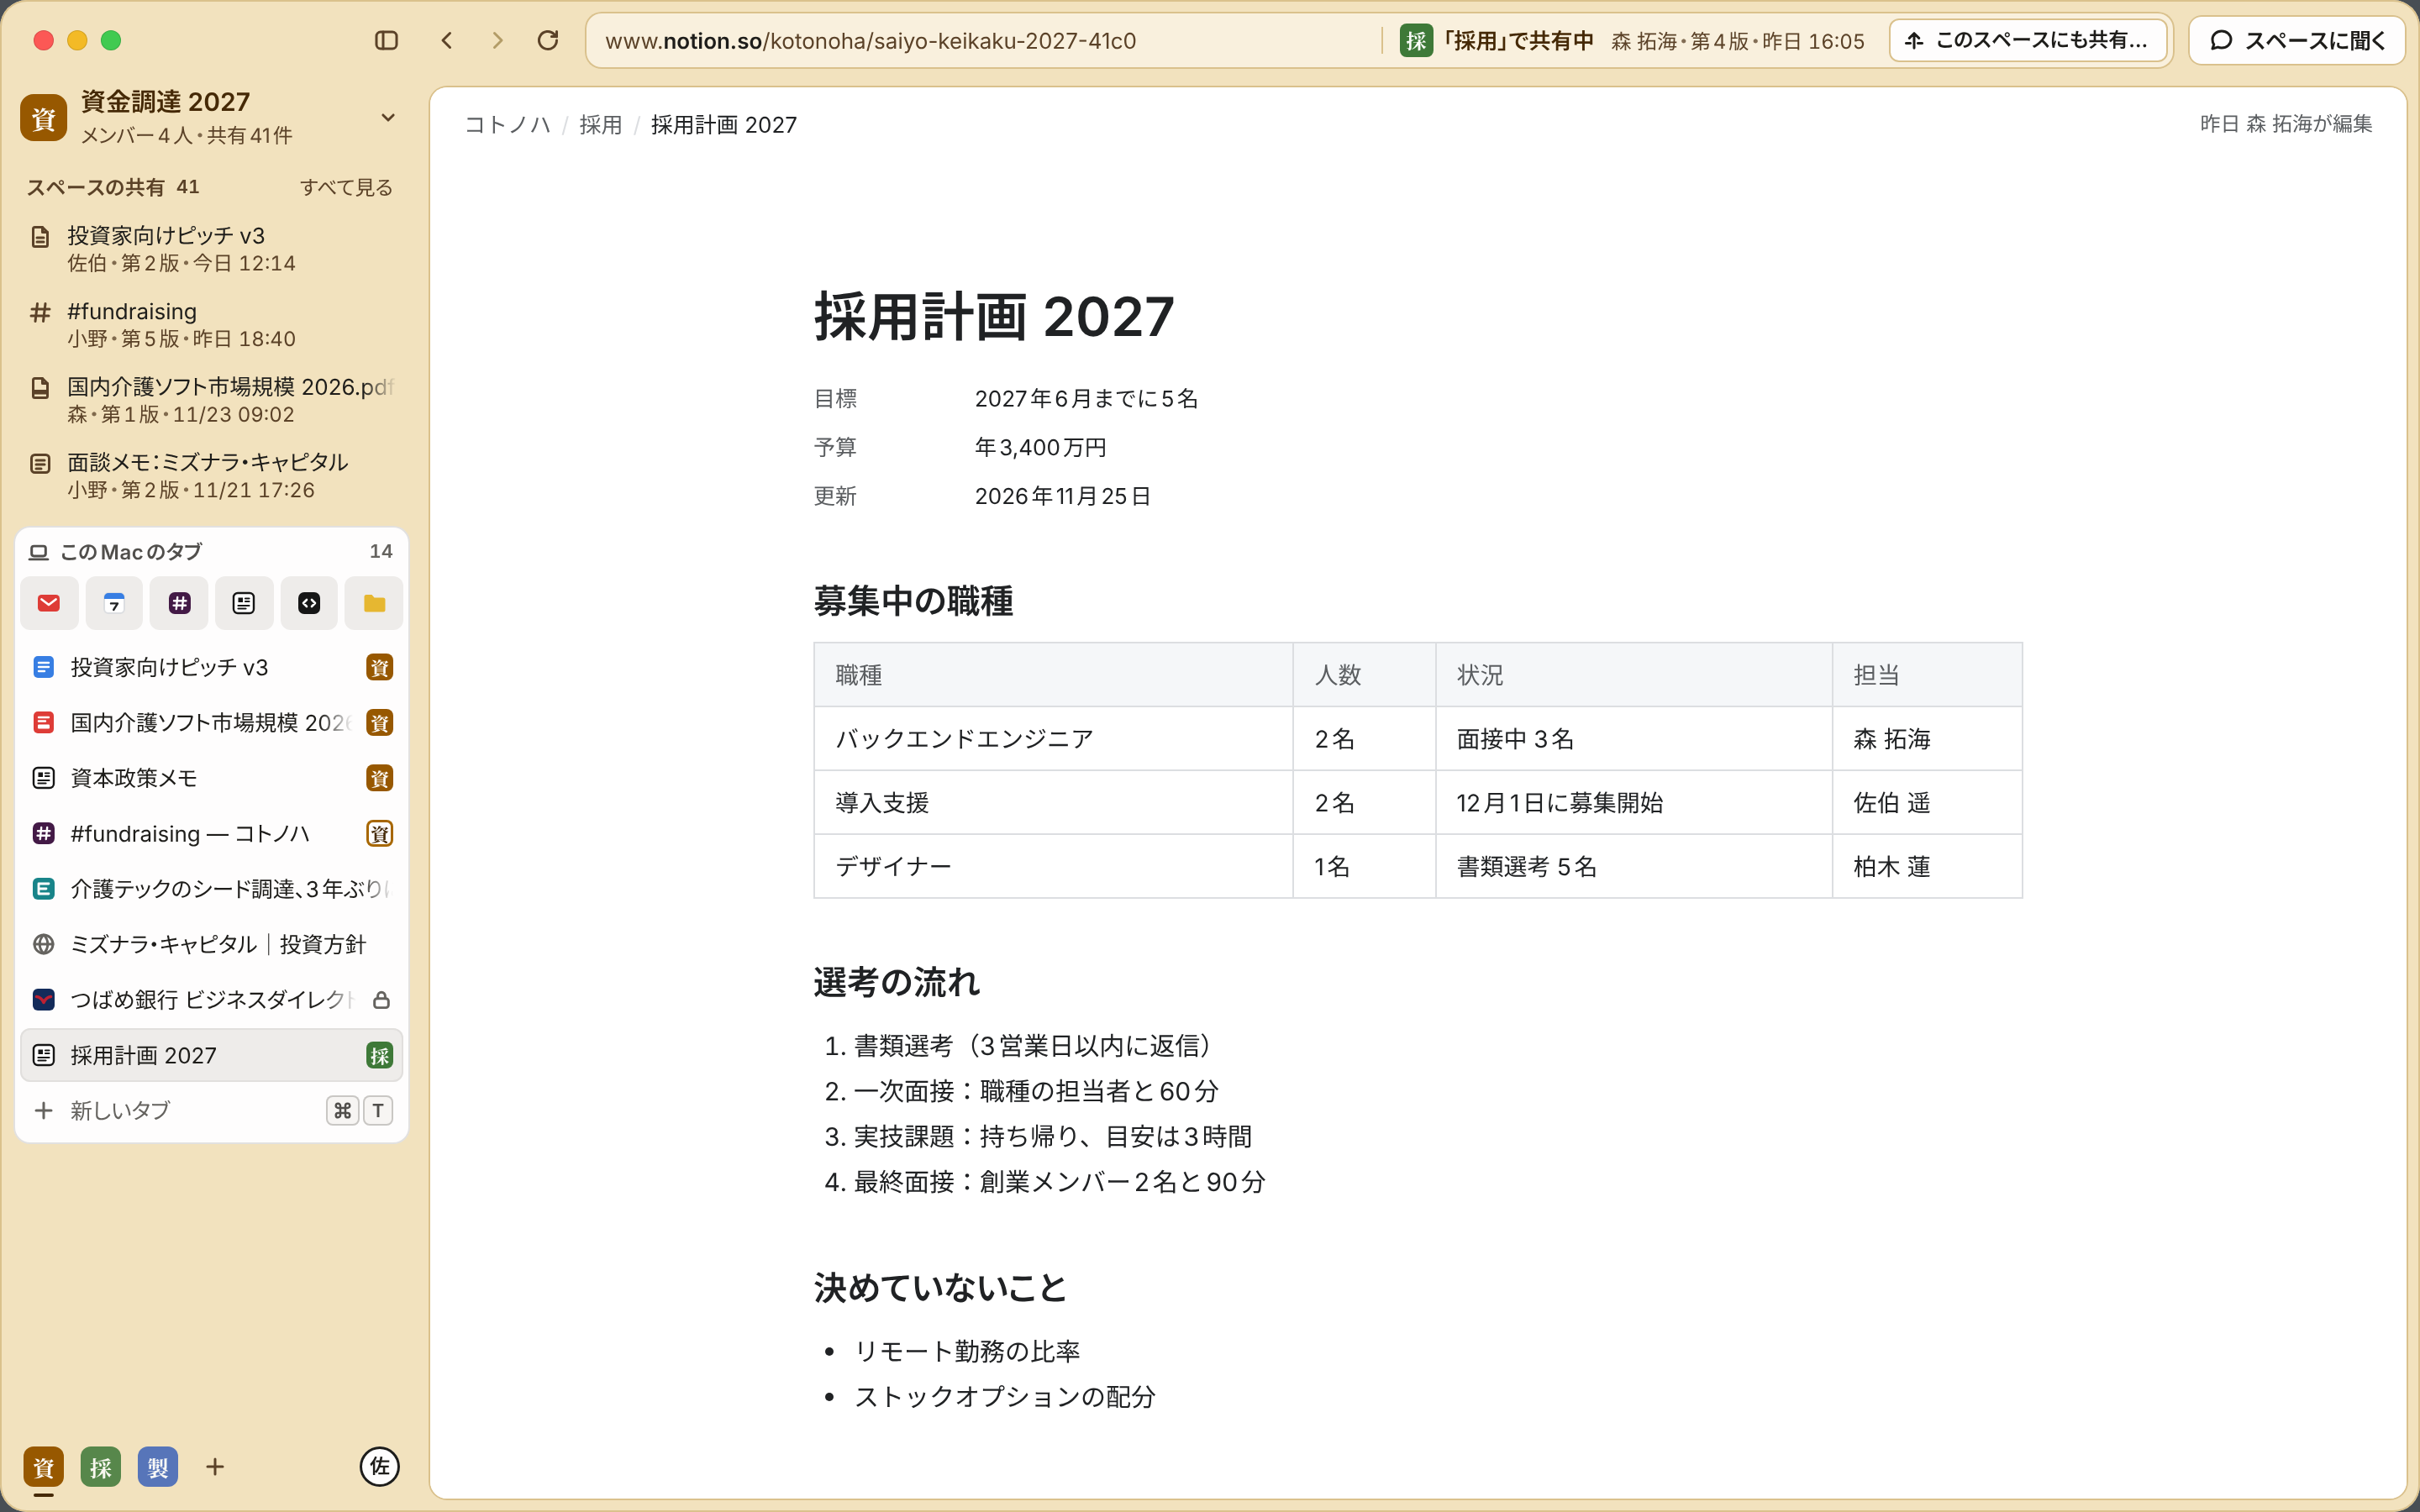 www.notion.so/kotonoha/saiyo-keikaku-2027-41c0
採 「採用」で共有中 森 拓海・第4版・昨日 16:05
このスペースにも共有…
スペースに聞く
資 資金調達 2027
メンバー4人・共有41件
スペースの共有 41 すべて見る
投資家向けピッチ v3
佐伯・第2版・今日 12:14
#fundraising
小野・第5版・昨日 18:40
国内介護ソフト市場規模 2026.pdf
森・第1版・11/23 09:02
面談メモ：ミズナラ・キャピタル
小野・第2版・11/21 17:26
このMacのタブ 14
7
投資家向けピッチ v3 資
国内介護ソフト市場規模 2026 資
資本政策メモ 資
#fundraising — コトノハ 資
E 介護テックのシード調達、3年ぶりに
ミズナラ・キャピタル｜投資方針
つばめ銀行 ビジネスダイレクト
採用計画 2027 採
新しいタブ ⌘ T
資 採 製 + 佐
コトノハ / 採用 / 採用計画 2027
昨日 森 拓海が編集
採用計画 2027
目標 2027年6月までに5名
予算 年3,400万円
更新 2026年11月25日
募集中の職種
職種 人数 状況 担当
バックエンドエンジニア 2名 面接中 3名 森 拓海
導入支援 2名 12月1日に募集開始 佐伯 遥
デザイナー 1名 書類選考 5名 柏木 蓮
選考の流れ
1. 書類選考（3営業日以内に返信）
2. 一次面接：職種の担当者と60分
3. 実技課題：持ち帰り、目安は3時間
4. 最終面接：創業メンバー2名と90分
決めていないこと
• リモート勤務の比率
• ストックオプションの配分